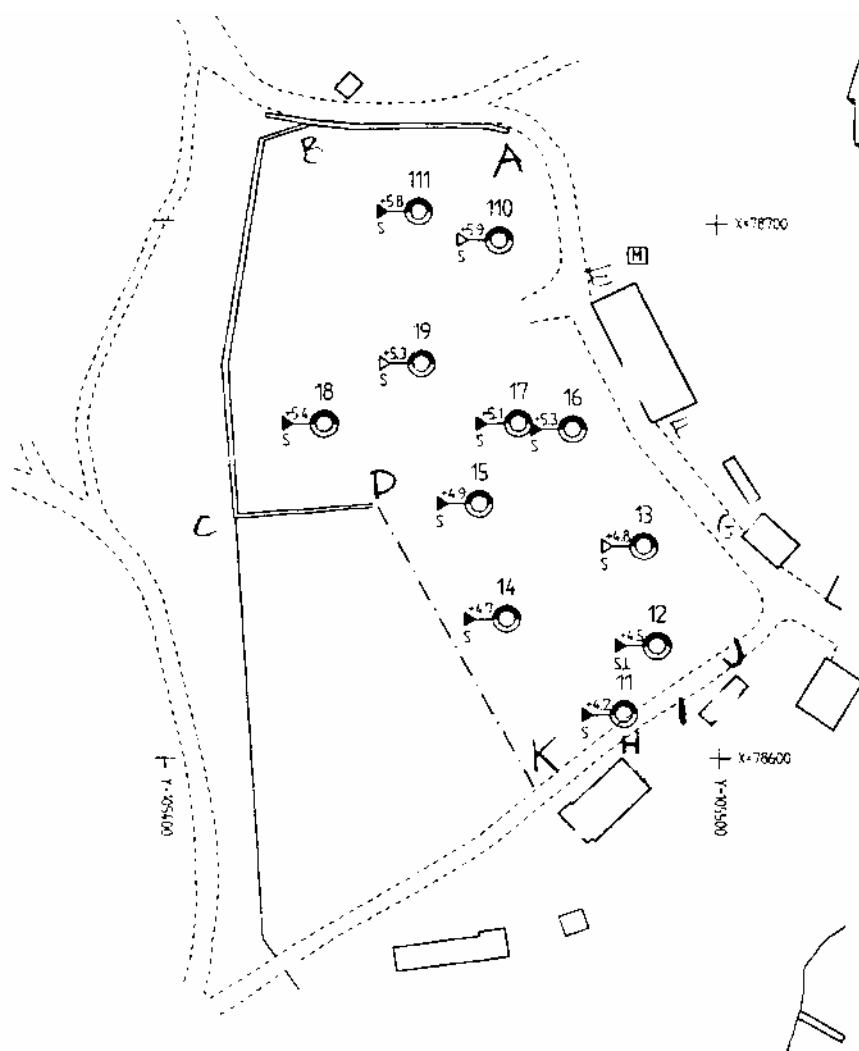 B
A
111
+5.8
S
110
+5.9
S
X=78700
M
19
+5.3
S
18
+5.4
S
17
+5.1
S
16
+5.3
S
F
D
15
+4.9
S
C
G
13
+4.8
S
14
+4.7
S
12
+4.5
ST
J
11
+4.2
S
I
H
K
X=78600
Y=105400
Y=105500